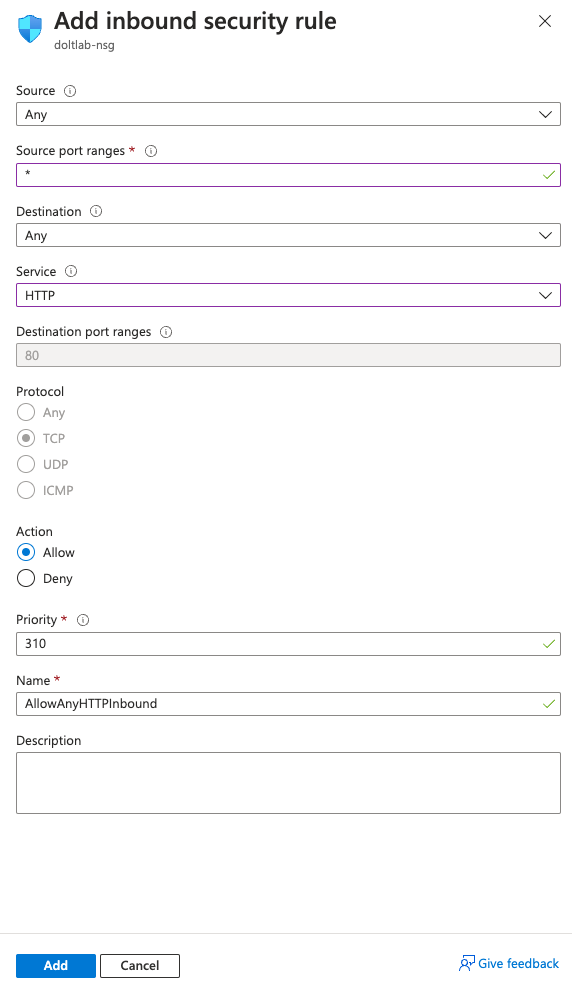 Add inbound security rule
doltlab-nsg
Source
Any
Source port ranges *
*
Destination
Any
Service
HTTP
Destination port ranges
80
Protocol
Any
TCP
UDP
ICMP
Action
Allow
Deny
Priority *
310
Name *
AllowAnyHTTPInbound
Description
Add
Cancel
Give feedback